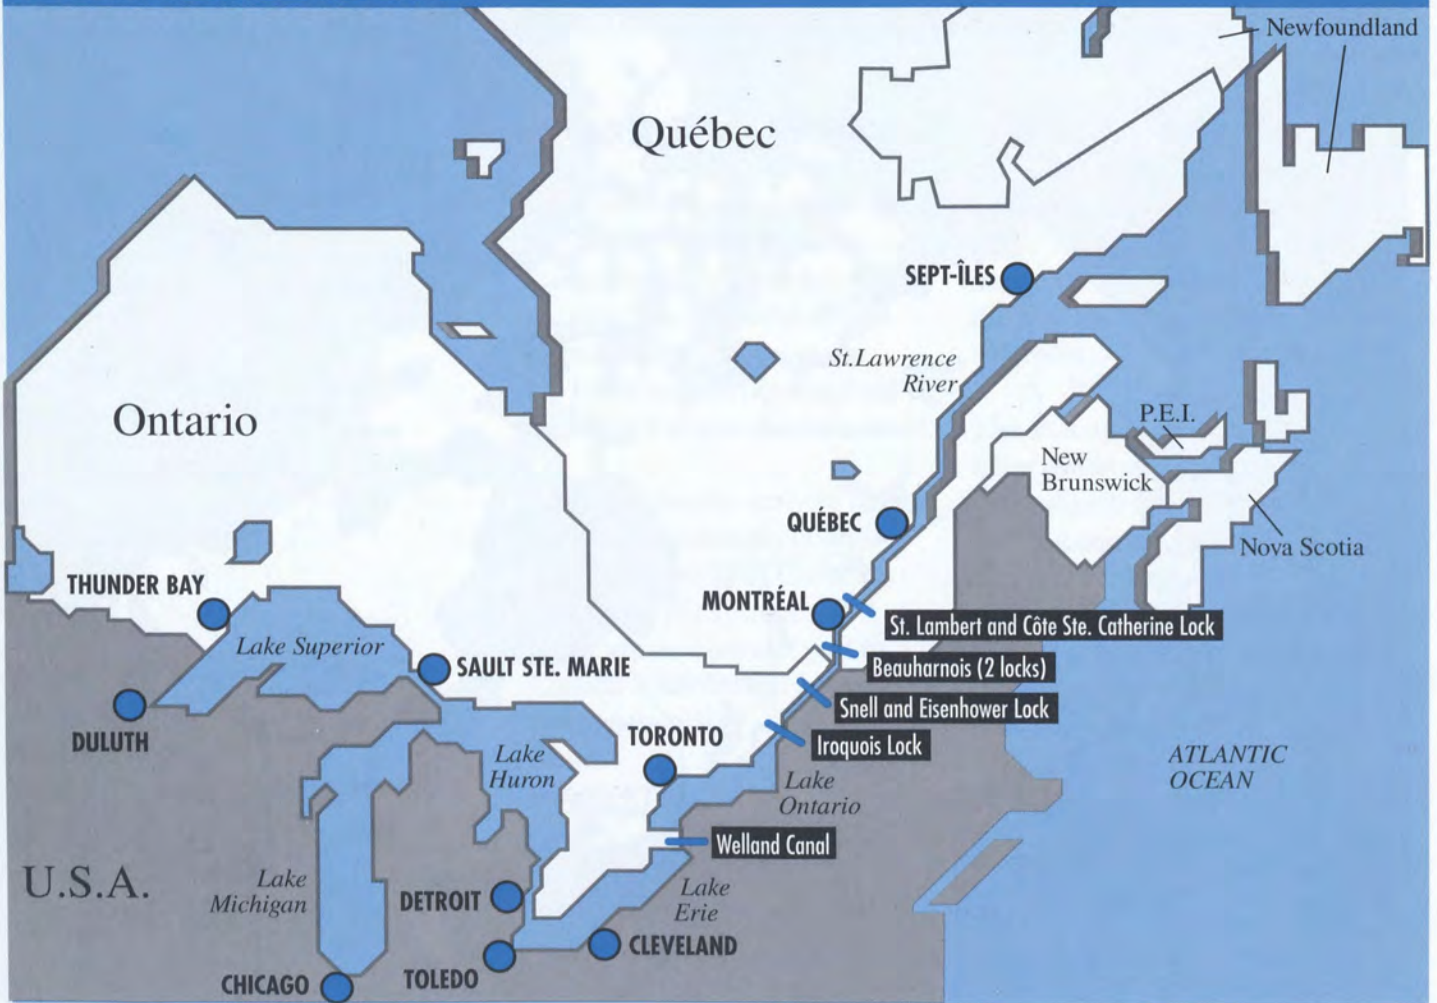 Newfoundland
Québec
SEPT-ÎLES
St.Lawrence
River
Ontario
P.E.I.
New
Brunswick
QUÉBEC
Nova Scotia
THUNDER BAY
MONTRÉAL
St. Lambert and Côte Ste. Catherine Lock
Lake Superior
SAULT STE. MARIE
Beauharnois (2 locks)
Snell and Eisenhower Lock
DULUTH
TORONTO
Iroquois Lock
Lake
Huron
ATLANTIC
OCEAN
Lake
Ontario
Welland Canal
U.S.A.
Lake
Michigan
DETROIT
Lake
Erie
CLEVELAND
TOLEDO
CHICAGO